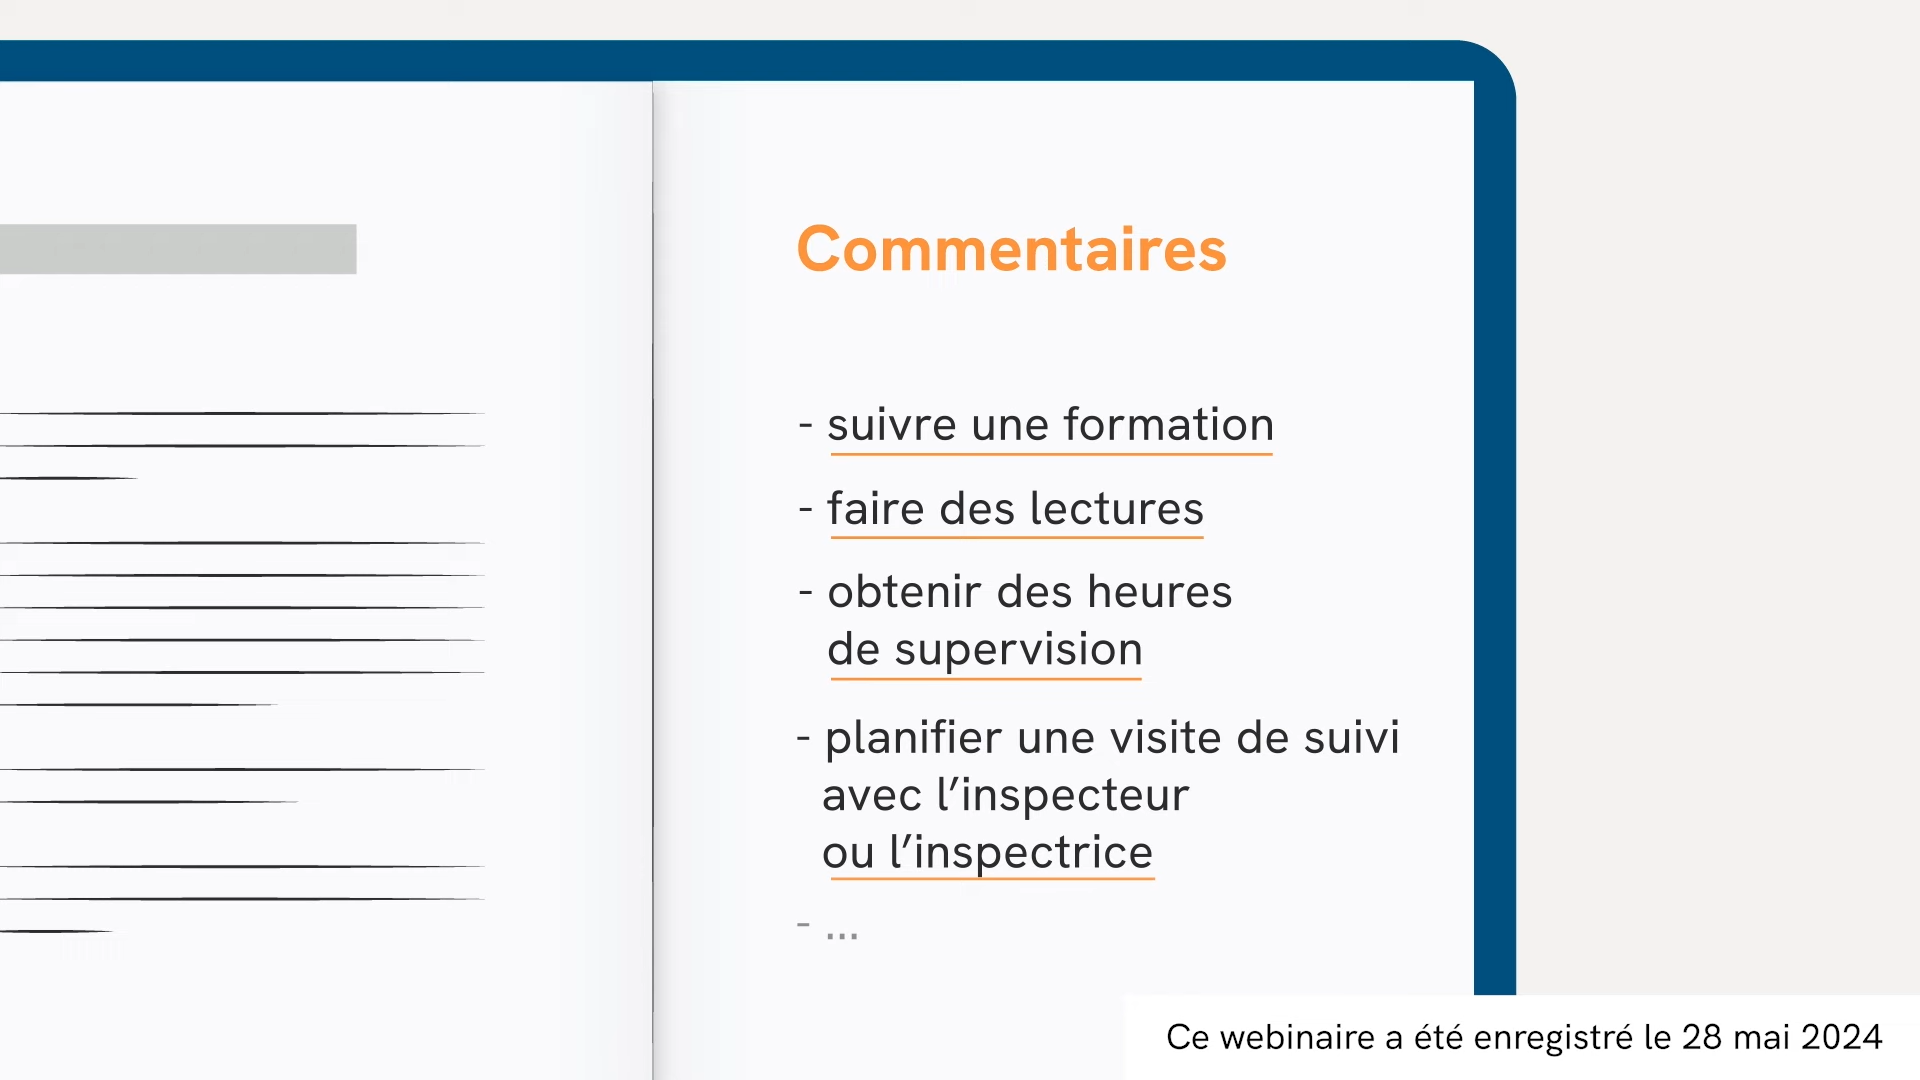 Commentaires
- suivre une formation
- faire des lectures
- obtenir des heures
de supervision
- planifier une visite de suivi
avec l’inspecteur
ou l’inspectrice
- ...
Ce webinaire a été enregistré le 28 mai 2024